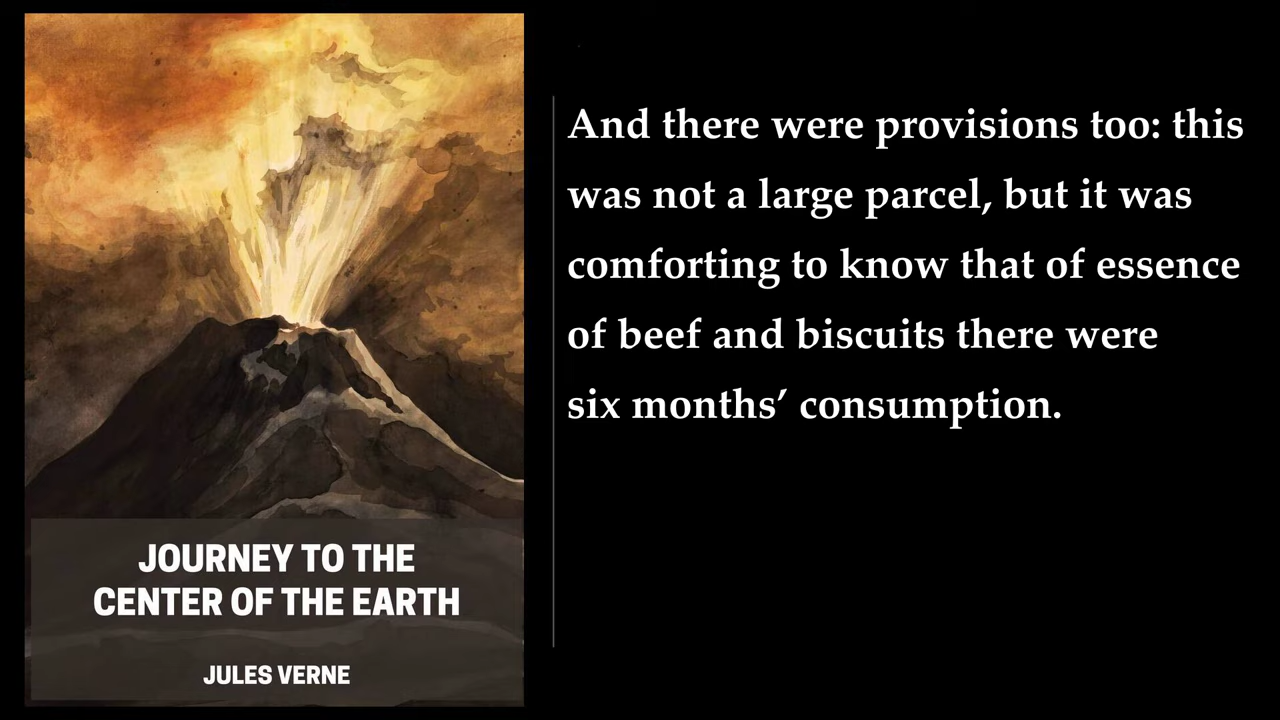 And there were provisions too: this
was not a large parcel, but it was
comforting to know that of essence
of beef and biscuits there were
six months’ consumption.
JOURNEY TO THE
CENTER OF THE EARTH
JULES VERNE